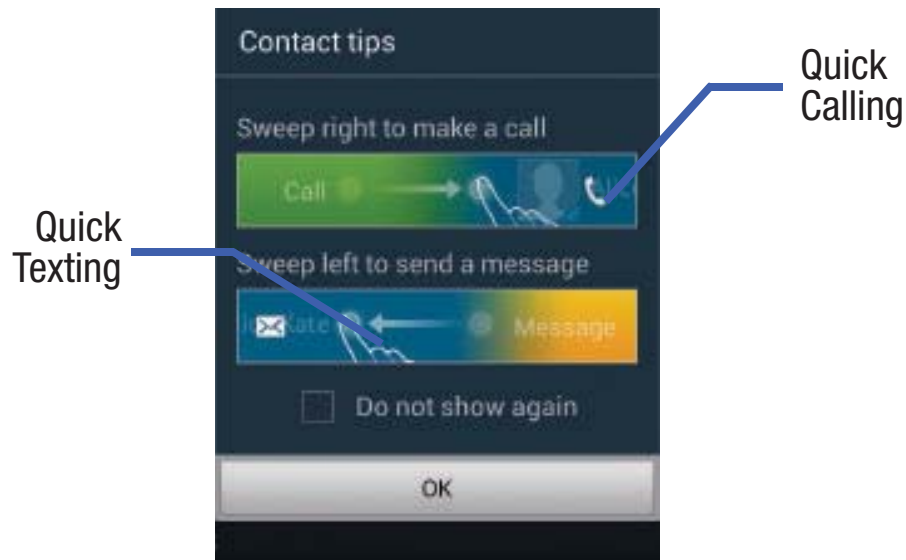 Contact tips
Quick
Calling
Sweep right to make a call
Call
Quick
Texting
Sweep left to send a message
Message
Do not show again
OK